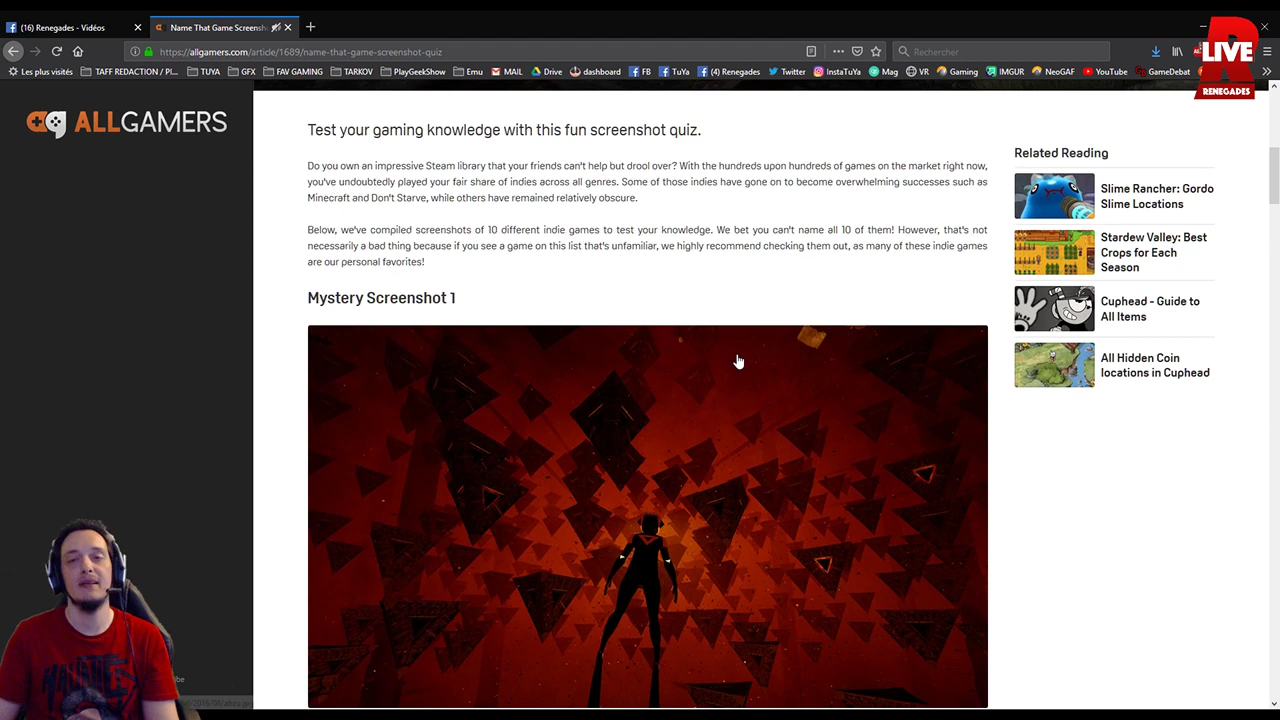 (16) Renegades - Vidéos
Name That Game Screensh
https://allgamers.com/article/1689/name-that-game-screenshot-quiz
Rechercher
Les plus visités
TAFF REDACTION / PI...
TUYA
GFX
FAV GAMING
TARKOV
PlayGeekShow
Emu
MAIL
Drive
dashboard
FB
TuYa
(4) Renegades
Twitter
InstaTuYa
Mag
VR
Gaming
IMGUR
NeoGAF
YouTube
GameDebat
LIVE
RENEGADES
ALLGAMERS
Test your gaming knowledge with this fun screenshot quiz.
Do you own an impressive Steam library that your friends can't help but drool over? With the hundreds upon hundreds of games on the market right now,
you've undoubtedly played your fair share of indies across all genres. Some of those indies have gone on to become overwhelming successes such as
Minecraft and Don't Starve, while others have remained relatively obscure.
Below, we've compiled screenshots of 10 different indie games to test your knowledge. We bet you can't name all 10 of them! However, that's not
necessarily a bad thing because if you see a game on this list that's unfamiliar, we highly recommend checking them out, as many of these indie games
are our personal favorites!
Mystery Screenshot 1
Related Reading
Slime Rancher: Gordo
Slime Locations
Stardew Valley: Best
Crops for Each
Season
Cuphead - Guide to
All Items
All Hidden Coin
locations in Cuphead